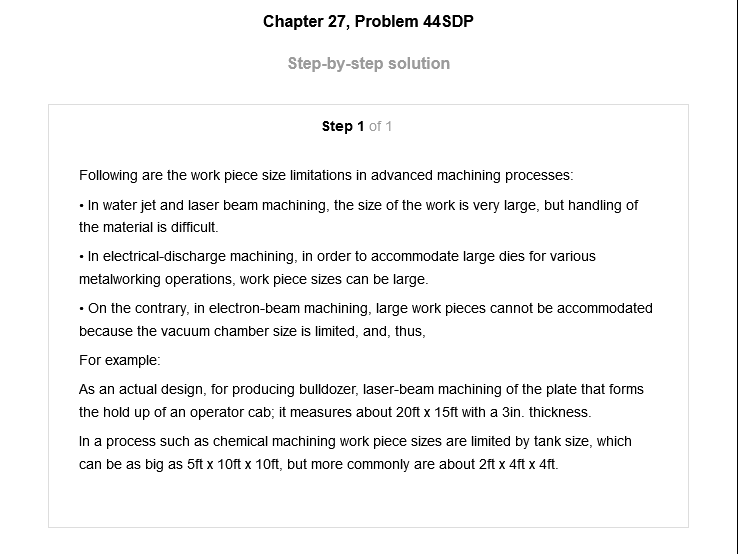 Chapter 27, Problem 44SDP
Step-by-step solution
Step 1 of 1
Following are the work piece size limitations in advanced machining processes:
• In water jet and laser beam machining, the size of the work is very large, but handling of
the material is difficult.
• In electrical-discharge machining, in order to accommodate large dies for various
metalworking operations, work piece sizes can be large.
• On the contrary, in electron-beam machining, large work pieces cannot be accommodated
because the vacuum chamber size is limited, and, thus,
For example:
As an actual design, for producing bulldozer, laser-beam machining of the plate that forms
the hold up of an operator cab; it measures about 20ft x 15ft with a 3in. thickness.
In a process such as chemical machining work piece sizes are limited by tank size, which
can be as big as 5ft x 10ft x 10ft, but more commonly are about 2ft x 4ft x 4ft.